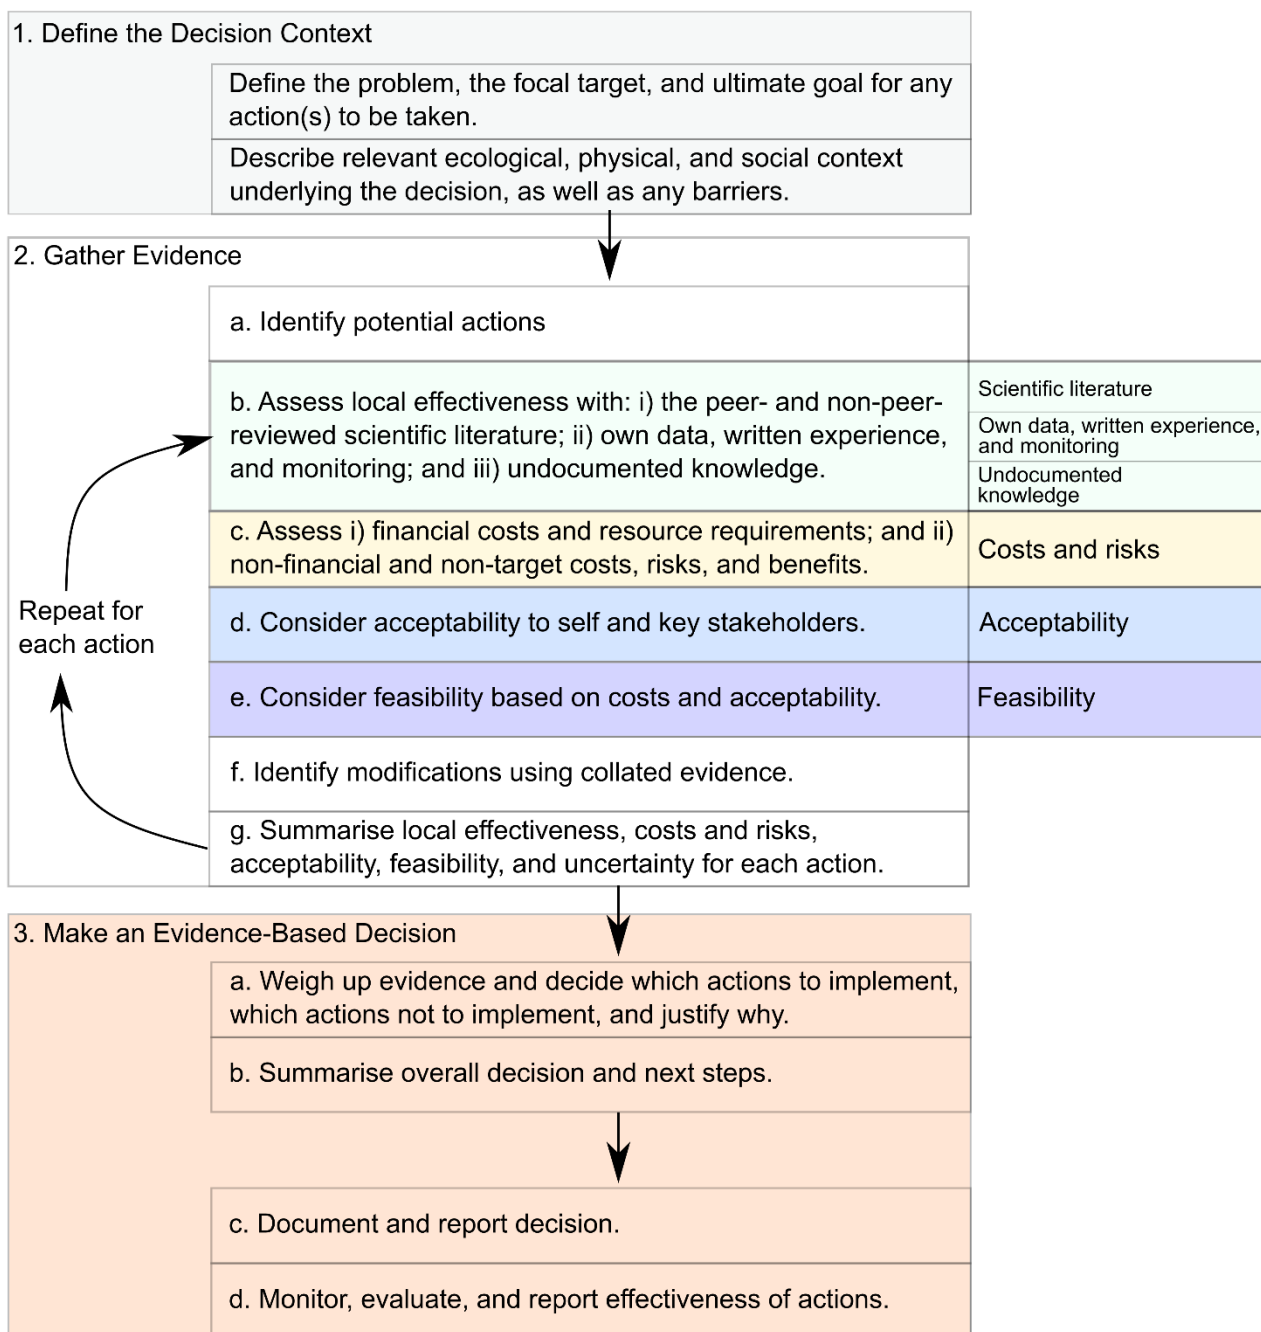 1. Define the Decision Context
Define the problem, the focal target, and ultimate goal for any
action(s) to be taken.
Describe relevant ecological, physical, and social context
underlying the decision, as well as any barriers.
2. Gather Evidence
a. Identify potential actions
b. Assess local effectiveness with: i) the peer- and non-peer-
reviewed scientific literature; ii) own data, written experience,
and monitoring; and iii) undocumented knowledge.
Scientific literature
Own data, written experience,
and monitoring
Undocumented
knowledge
c. Assess i) financial costs and resource requirements; and ii)
non-financial and non-target costs, risks, and benefits.
Costs and risks
Repeat for
each action
d. Consider acceptability to self and key stakeholders.
Acceptability
e. Consider feasibility based on costs and acceptability.
Feasibility
f. Identify modifications using collated evidence.
g. Summarise local effectiveness, costs and risks,
acceptability, feasibility, and uncertainty for each action.
3. Make an Evidence-Based Decision
a. Weigh up evidence and decide which actions to implement,
which actions not to implement, and justify why.
b. Summarise overall decision and next steps.
c. Document and report decision.
d. Monitor, evaluate, and report effectiveness of actions.